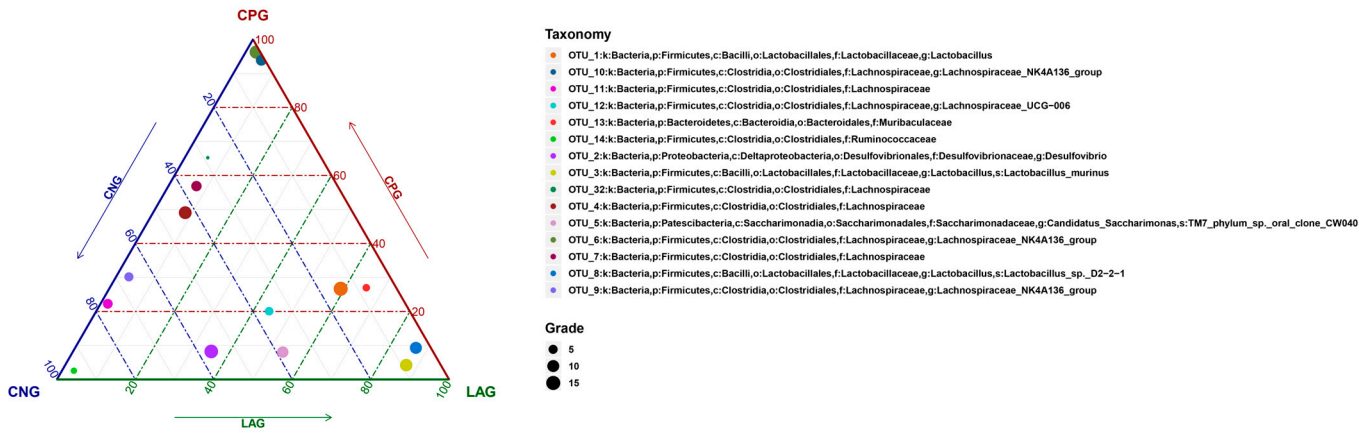 CPG
100
20
80
40
60
CNG
CPG
60
40
80
20
100
CNG
20
40
60
80
100
LAG
LAG
Taxonomy
OTU_1:k:Bacteria,p:Firmicutes,c:Bacilli,o:Lactobacillales,f:Lactobacillaceae,g:Lactobacillus
OTU_10:k:Bacteria,p:Firmicutes,c:Clostridia,o:Clostridiales,f:Lachnospiraceae,g:Lachnospiraceae_NK4A136_group
OTU_11:k:Bacteria,p:Firmicutes,c:Clostridia,o:Clostridiales,f:Lachnospiraceae
OTU_12:k:Bacteria,p:Firmicutes,c:Clostridia,o:Clostridiales,f:Lachnospiraceae,g:Lachnospiraceae_UCG−006
OTU_13:k:Bacteria,p:Bacteroidetes,c:Bacteroidia,o:Bacteroidales,f:Muribaculaceae
OTU_14:k:Bacteria,p:Firmicutes,c:Clostridia,o:Clostridiales,f:Ruminococcaceae
OTU_2:k:Bacteria,p:Proteobacteria,c:Deltaproteobacteria,o:Desulfovibrionales,f:Desulfovibrionaceae,g:Desulfovibrio
OTU_3:k:Bacteria,p:Firmicutes,c:Bacilli,o:Lactobacillales,f:Lactobacillaceae,g:Lactobacillus,s:Lactobacillus_murinus
OTU_32:k:Bacteria,p:Firmicutes,c:Clostridia,o:Clostridiales,f:Lachnospiraceae
OTU_4:k:Bacteria,p:Firmicutes,c:Clostridia,o:Clostridiales,f:Lachnospiraceae
OTU_5:k:Bacteria,p:Patescibacteria,c:Saccharimonadia,o:Saccharimonadales,f:Saccharimonadaceae,g:Candidatus_Saccharimonas,s:TM7_phylum_sp._oral_clone_CW040
OTU_6:k:Bacteria,p:Firmicutes,c:Clostridia,o:Clostridiales,f:Lachnospiraceae,g:Lachnospiraceae_NK4A136_group
OTU_7:k:Bacteria,p:Firmicutes,c:Clostridia,o:Clostridiales,f:Lachnospiraceae
OTU_8:k:Bacteria,p:Firmicutes,c:Bacilli,o:Lactobacillales,f:Lactobacillaceae,g:Lactobacillus,s:Lactobacillus_sp._D2−2−1
OTU_9:k:Bacteria,p:Firmicutes,c:Clostridia,o:Clostridiales,f:Lachnospiraceae,g:Lachnospiraceae_NK4A136_group
Grade
5
10
15